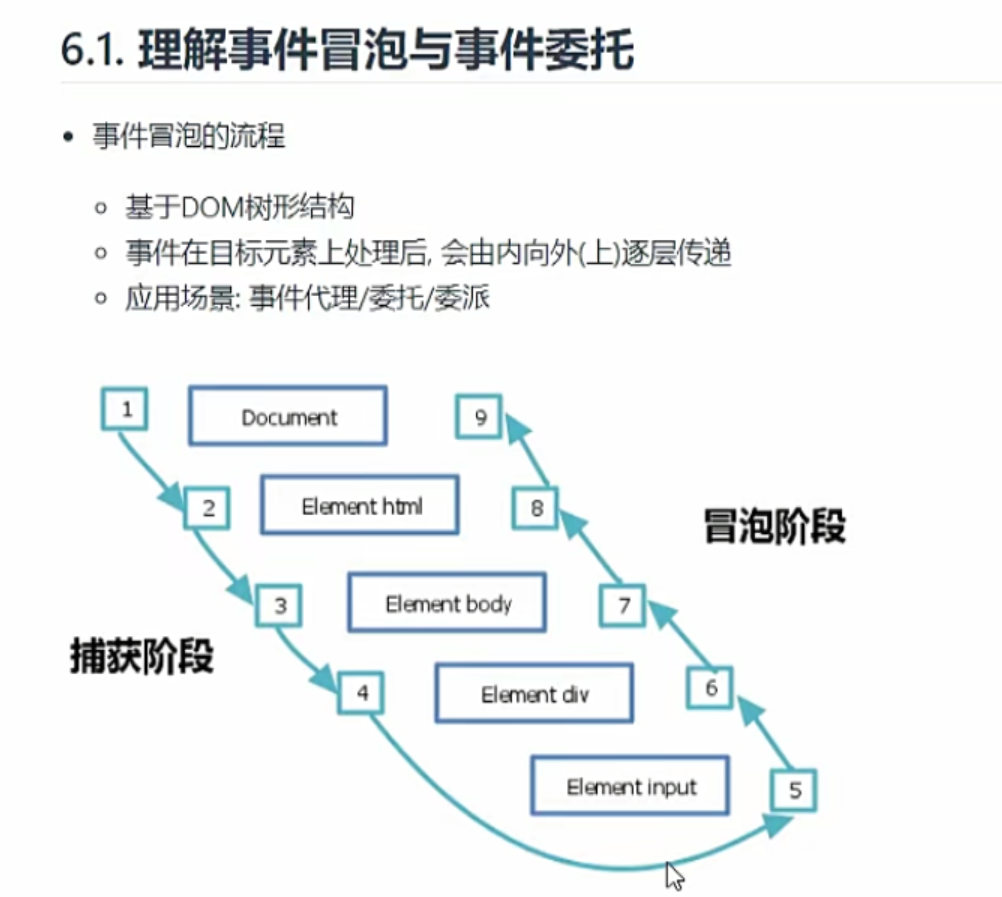 6.1. 理解事件冒泡与事件委托
事件冒泡的流程
基于DOM树形结构
事件在目标元素上处理后, 会由内向外(上)逐层传递
应用场景: 事件代理/委托/委派
1 Document 9
2 Element html 8
冒泡阶段
3 Element body 7
捕获阶段
4 Element div 6
Element input 5